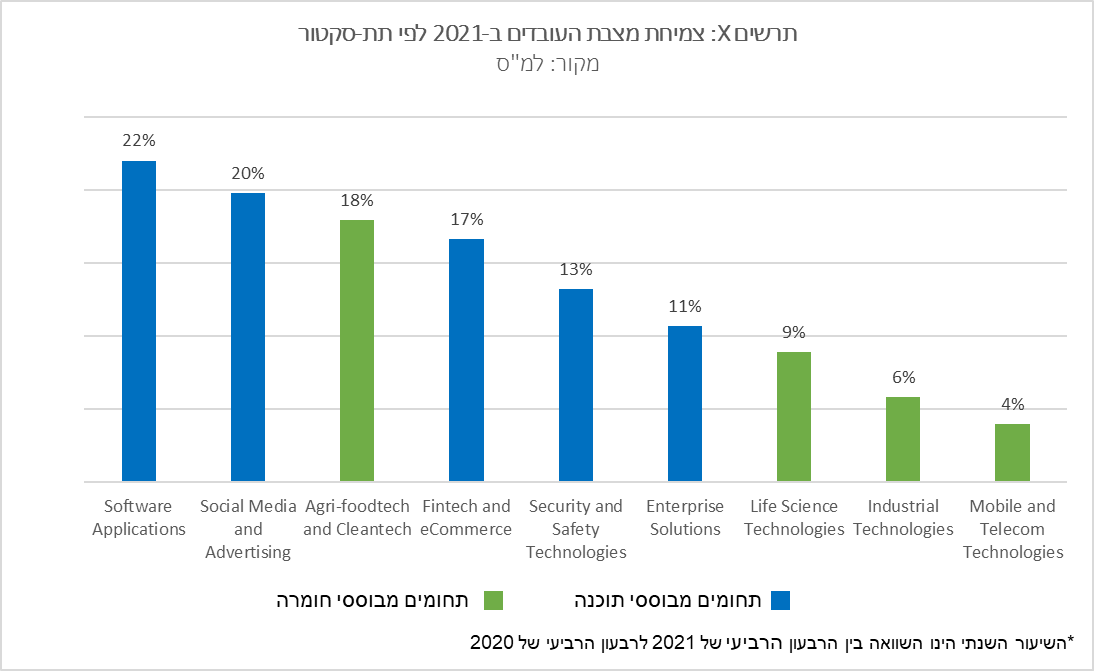 תרשים X: צמיחת מצבת העובדים ב-2021 לפי תת-סקטור
מקור: למ"ס
22%
20%
18%
17%
13%
11%
9%
6%
4%
Software
Applications
Social Media
and
Advertising
Agri-foodtech
and Cleantech
Fintech and
eCommerce
Security and
Safety
Technologies
Enterprise
Solutions
Life Science
Technologies
Industrial
Technologies
Mobile and
Telecom
Technologies
תחומים מבוססי תוכנה
תחומים מבוססי חומרה
*השיעור השנתי הינו השוואה בין הרבעון הרביעי של 2021 לרבעון הרביעי של 2020